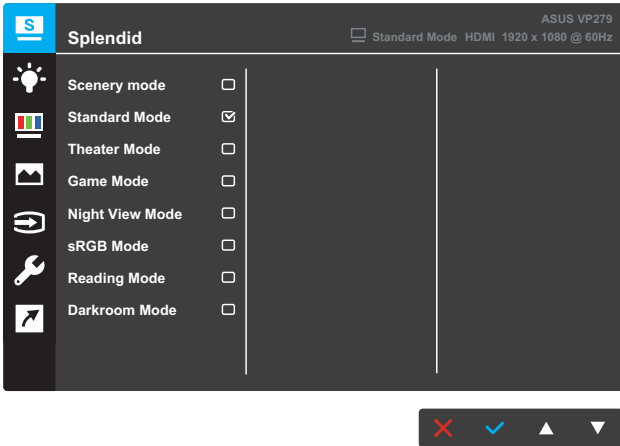 S
ASUS VP279
Splendid
Standard Mode HDMI 1920 x 1080 @ 60Hz
Scenery mode
Standard Mode
Theater Mode
Game Mode
Night View Mode
sRGB Mode
Reading Mode
Darkroom Mode